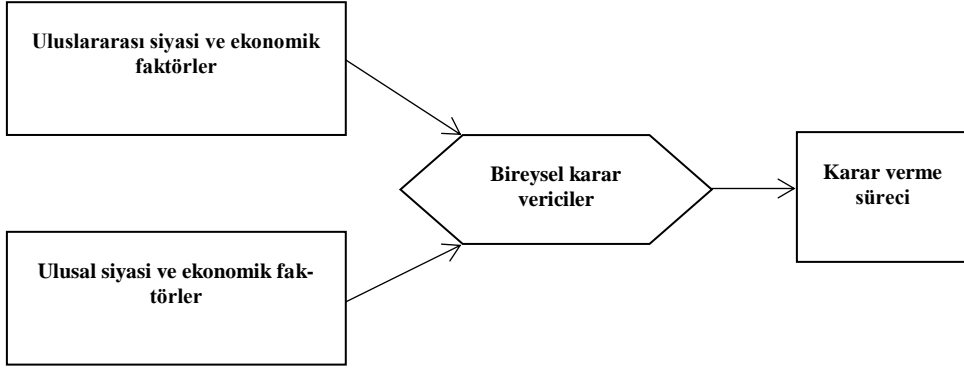 Uluslararası siyasi ve ekonomik
faktörler
Bireysel karar
vericiler
Karar verme
süreci
Ulusal siyasi ve ekonomik fak-
törler